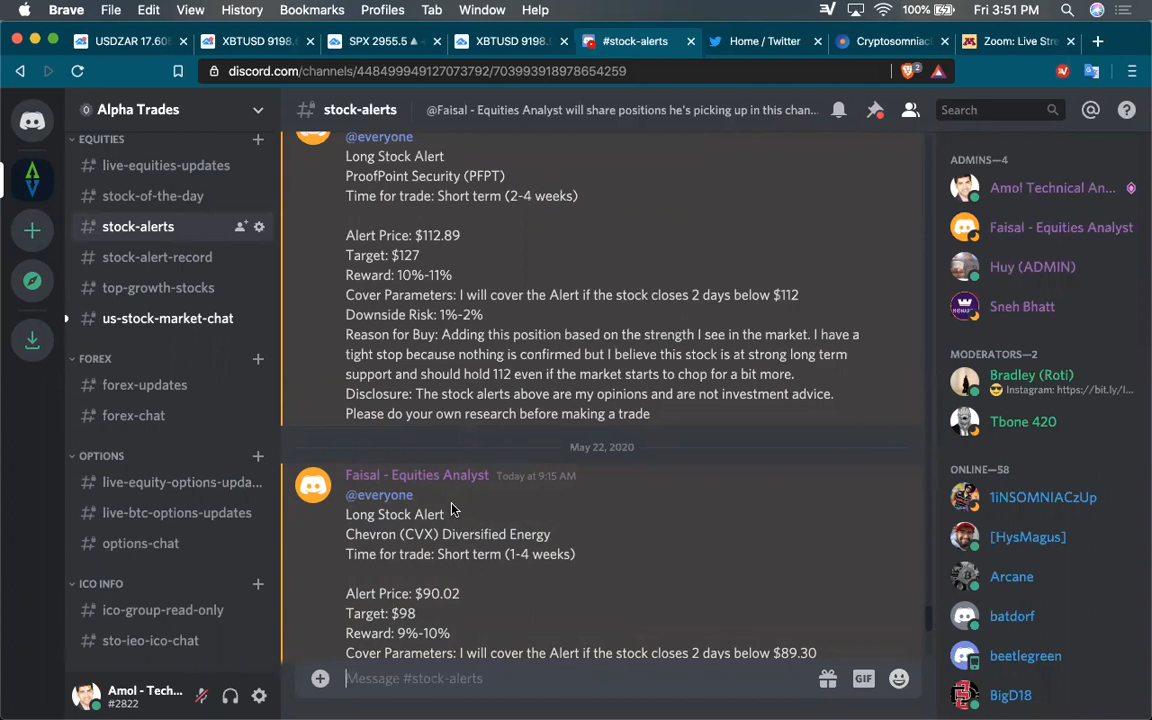 Brave File Edit View History Bookmarks Profiles Tab Window Help 100% Fri 3:51 PM
USDZAR 17.605 XBTUSD 9198.5 SPX 2955.5 XBTUSD 9198. #stock-alerts Home / Twitter Cryptosomniac Zoom: Live Stre
discord.com/channels/448499949127073792/703993918978654259 2
Alpha Trades
stock-alerts @Faisal - Equities Analyst will share positions he's picking up in this chan... Search
EQUITIES
live-equities-updates
stock-of-the-day
stock-alerts
stock-alert-record
top-growth-stocks
us-stock-market-chat
FOREX
forex-updates
forex-chat
OPTIONS
live-equity-options-upda...
live-btc-options-updates
options-chat
ICO INFO
ico-group-read-only
sto-ieo-ico-chat
Amol - Tech...
#2822
@everyone
Long Stock Alert
ProofPoint Security (PFPT)
Time for trade: Short term (2-4 weeks)
Alert Price: $112.89
Target: $127
Reward: 10%-11%
Cover Parameters: I will cover the Alert if the stock closes 2 days below $112
Downside Risk: 1%-2%
Reason for Buy: Adding this position based on the strength I see in the market. I have a
tight stop because nothing is confirmed but I believe this stock is at strong long term
support and should hold 112 even if the market starts to chop for a bit more.
Disclosure: The stock alerts above are my opinions and are not investment advice.
Please do your own research before making a trade
May 22, 2020
Faisal - Equities Analyst Today at 9:15 AM
@everyone
Long Stock Alert
Chevron (CVX) Diversified Energy
Time for trade: Short term (1-4 weeks)
Alert Price: $90.02
Target: $98
Reward: 9%-10%
Cover Parameters: I will cover the Alert if the stock closes 2 days below $89.30
Message #stock-alerts
GIF
ADMINS—4
Amol Technical An...
Faisal - Equities Analyst
Huy (ADMIN)
Sneh Bhatt
MODERATORS—2
Bradley (Roti)
Instagram: https://bit.ly/I...
Tbone 420
ONLINE—58
1iNSOMNIACzUp
[HysMagus]
Arcane
batdorf
beetlegreen
BigD18